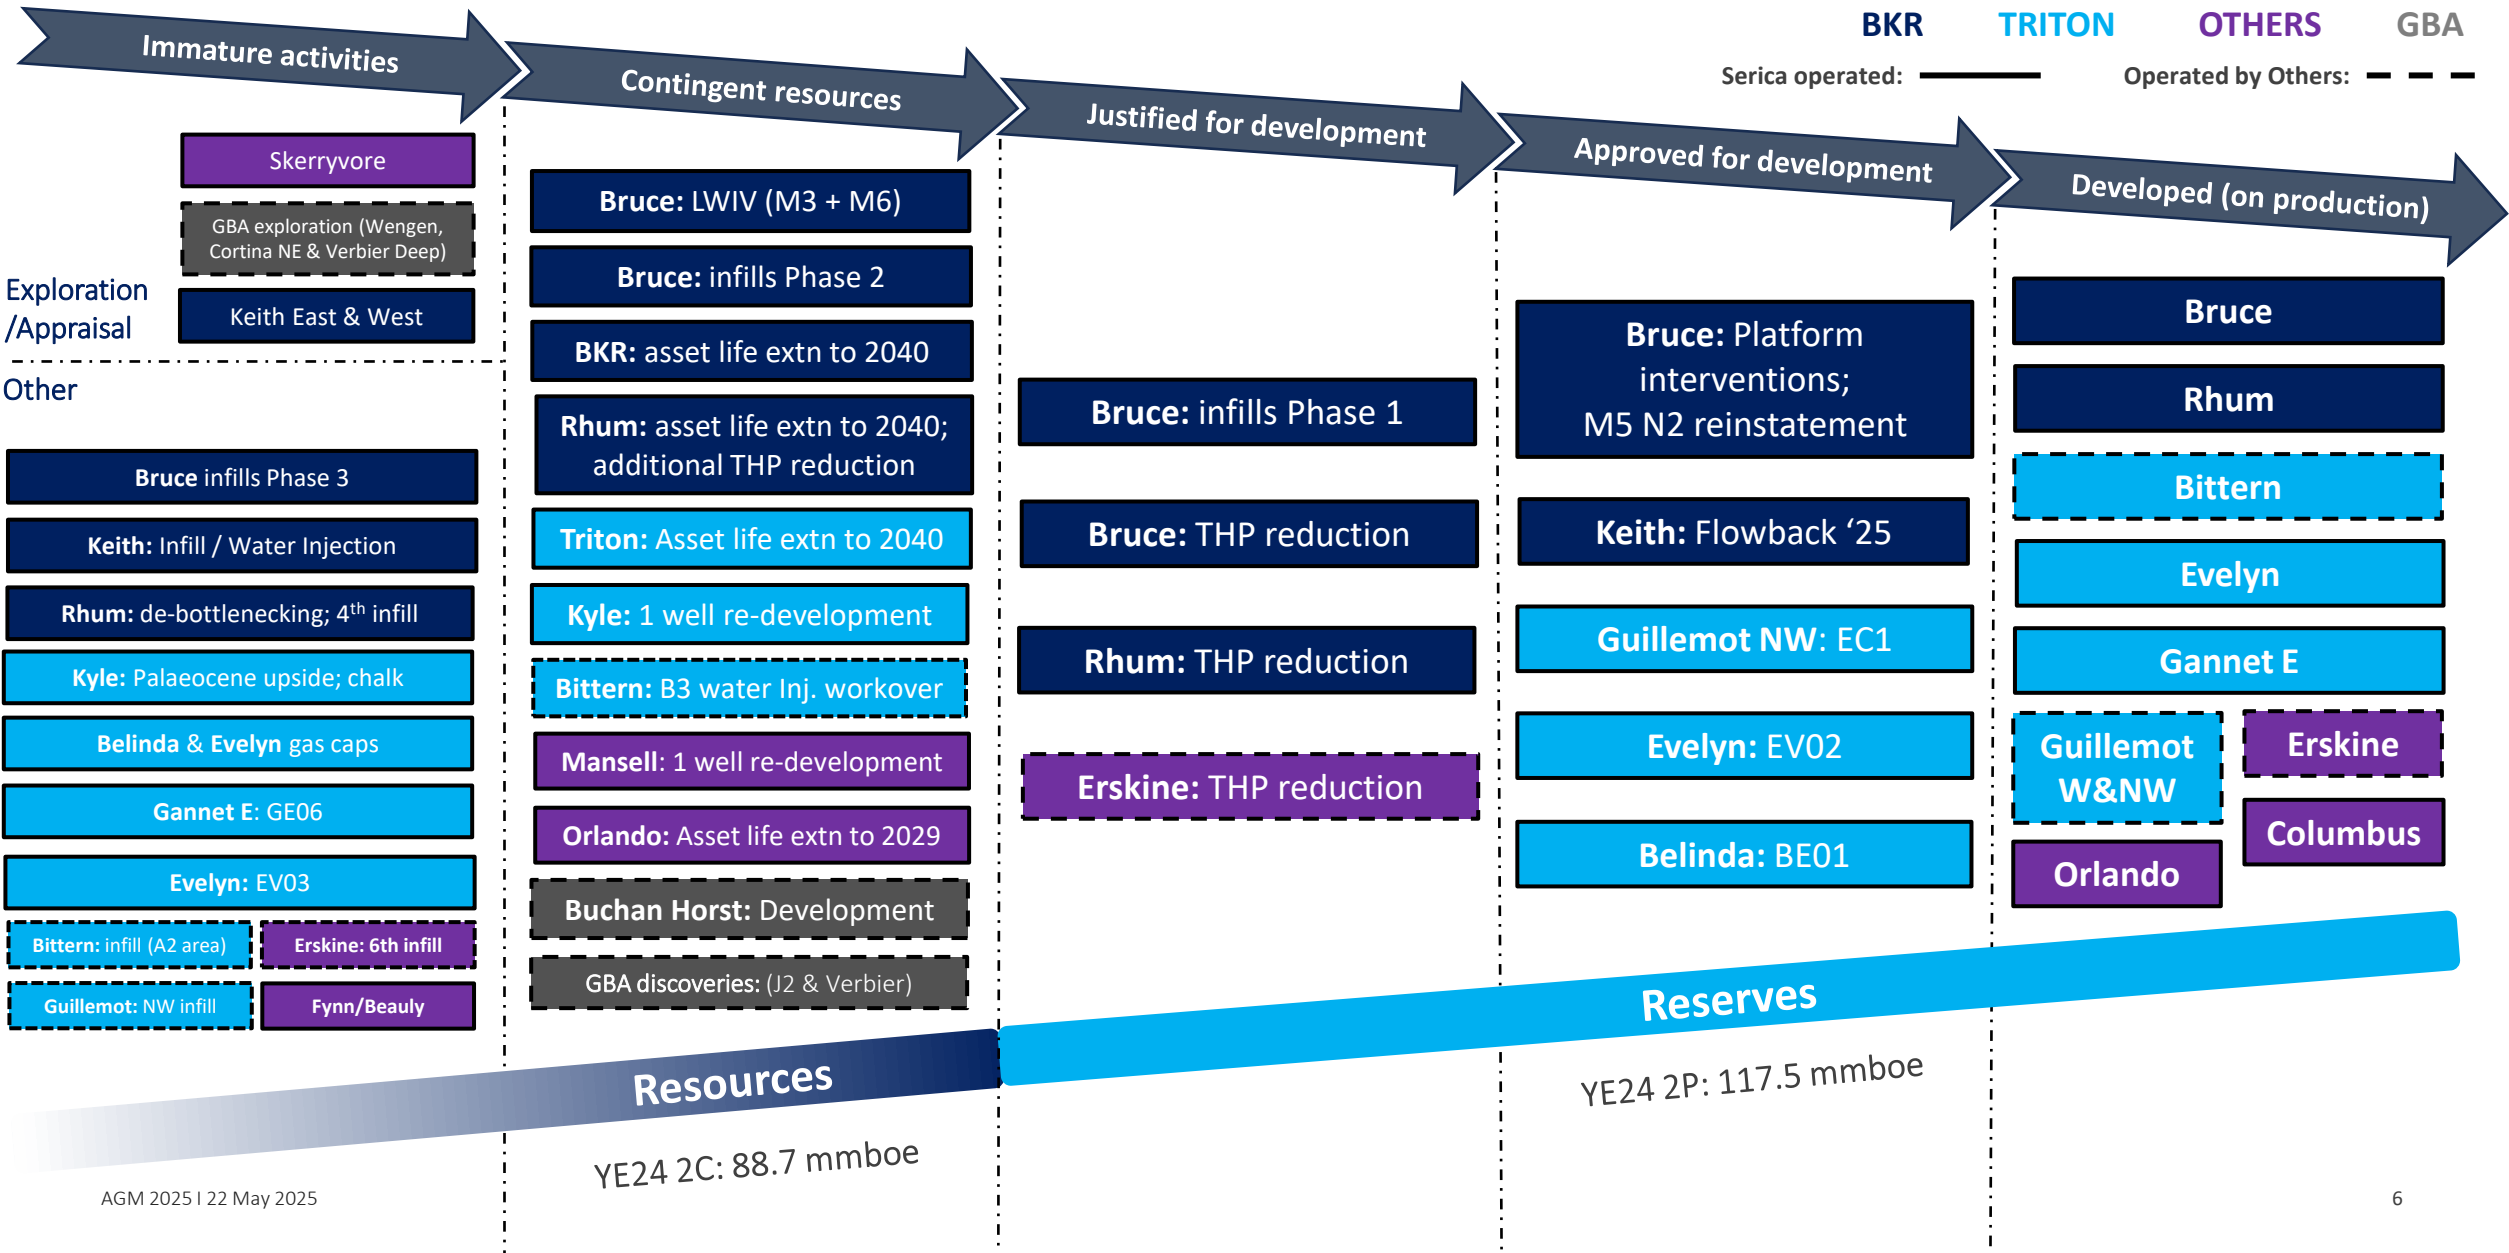 BKR TRITON OTHERS GBA
Serica operated: Operated by Others:
Immature activities
Contingent resources
Justified for development
Approved for development
Developed (on production)
Exploration
/Appraisal
Skerryvore
GBA exploration (Wengen,
Cortina NE & Verbier Deep)
Keith East & West
Other
Bruce infills Phase 3
Keith: Infill / Water Injection
Rhum: de-bottlenecking; 4th infill
Kyle: Palaeocene upside; chalk
Belinda & Evelyn gas caps
Gannet E: GE06
Evelyn: EV03
Bittern: infill (A2 area)
Erskine: 6th infill
Guillemot: NW infill
Fynn/Beauly
Bruce: LWIV (M3 + M6)
Bruce: infills Phase 2
BKR: asset life extn to 2040
Rhum: asset life extn to 2040;
additional THP reduction
Triton: Asset life extn to 2040
Kyle: 1 well re-development
Bittern: B3 water Inj. workover
Mansell: 1 well re-development
Orlando: Asset life extn to 2029
Buchan Horst: Development
GBA discoveries: (J2 & Verbier)
Bruce: infills Phase 1
Bruce: THP reduction
Rhum: THP reduction
Erskine: THP reduction
Bruce: Platform
interventions;
M5 N2 reinstatement
Keith: Flowback ‘25
Guillemot NW: EC1
Evelyn: EV02
Belinda: BE01
Bruce
Rhum
Bittern
Evelyn
Gannet E
Guillemot
W&NW
Erskine
Columbus
Orlando
Resources
Reserves
YE24 2C: 88.7 mmboe
YE24 2P: 117.5 mmboe
AGM 2025 I 22 May 2025
6